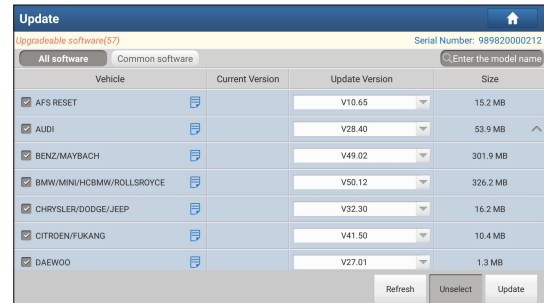 Update
Upgradeable software(57) Serial Number: 989820000212
All software Common software Enter the model name
Vehicle Current Version Update Version Size
AFS RESET V10.65 15.2 MB
AUDI V28.40 53.9 MB
BENZ/MAYBACH V49.02 301.9 MB
BMW/MINI/HCBMW/ROLLSROYCE V50.12 326.2 MB
CHRYSLER/DODGE/JEEP V32.30 16.2 MB
CITROEN/FUKANG V41.50 10.4 MB
DAEWOO V27.01 1.3 MB
Refresh Unselect Update